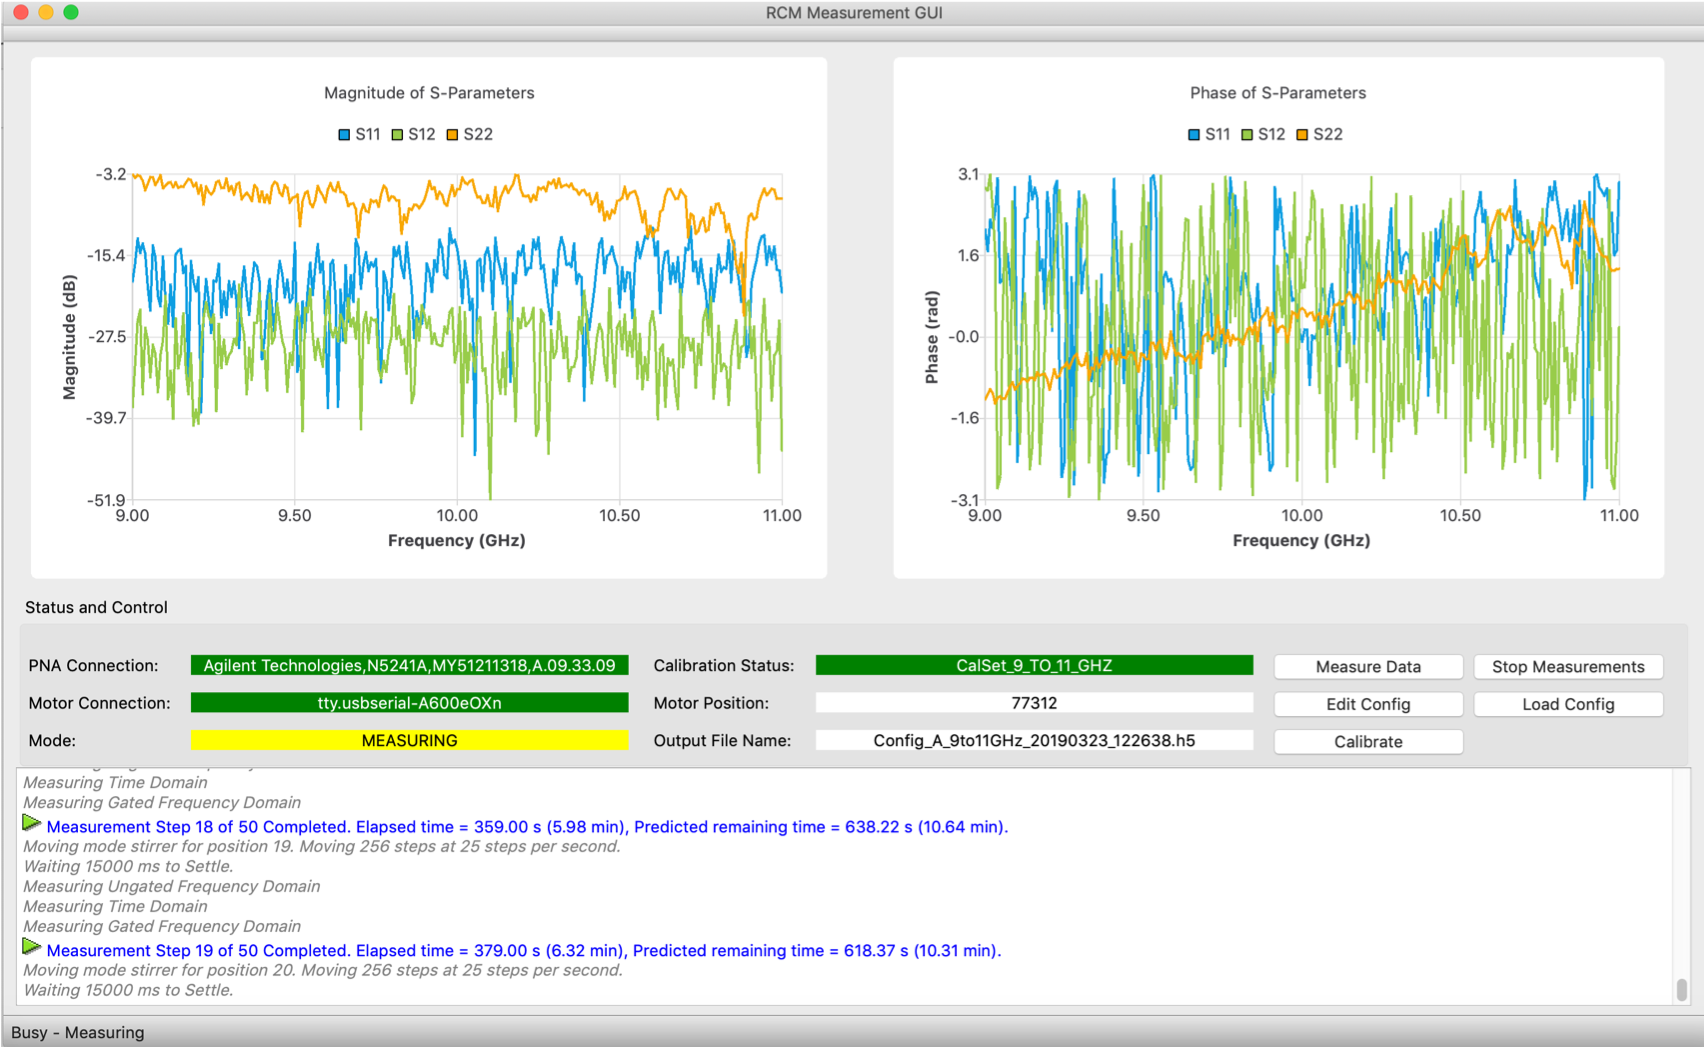 RCM Measurement GUI
Magnitude of S-Parameters
S11 S12 S22
-3.2
-15.4
-27.5
-39.7
-51.9
Magnitude (dB)
9.00 9.50 10.00 10.50 11.00
Frequency (GHz)
Phase of S-Parameters
S11 S12 S22
3.1
1.6
-0.0
-1.6
-3.1
Phase (rad)
9.00 9.50 10.00 10.50 11.00
Frequency (GHz)
Status and Control
PNA Connection: Agilent Technologies,N5241A,MY51211318,A.09.33.09 Calibration Status: CalSet_9_TO_11_GHZ Measure Data Stop Measurements
Motor Connection: tty.usbserial-A600eOXn Motor Position: 77312 Edit Config Load Config
Mode: MEASURING Output File Name: Config_A_9to11GHz_20190323_122638.h5 Calibrate
Measuring Time Domain
Measuring Gated Frequency Domain
Measurement Step 18 of 50 Completed. Elapsed time = 359.00 s (5.98 min), Predicted remaining time = 638.22 s (10.64 min).
Moving mode stirrer for position 19. Moving 256 steps at 25 steps per second.
Waiting 15000 ms to Settle.
Measuring Ungated Frequency Domain
Measuring Time Domain
Measuring Gated Frequency Domain
Measurement Step 19 of 50 Completed. Elapsed time = 379.00 s (6.32 min), Predicted remaining time = 618.37 s (10.31 min).
Moving mode stirrer for position 20. Moving 256 steps at 25 steps per second.
Waiting 15000 ms to Settle.
Busy - Measuring